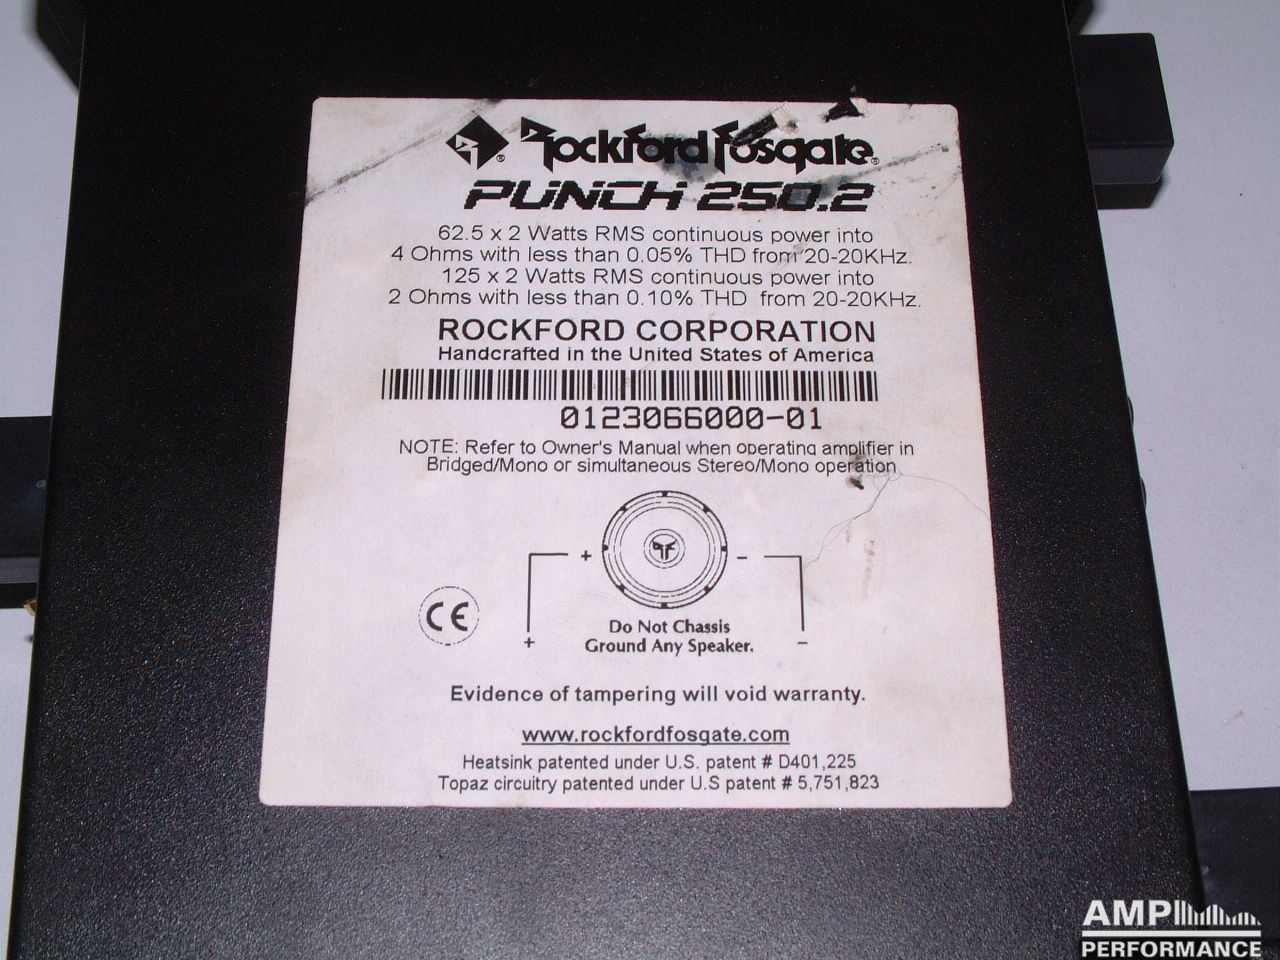 Rockford Fosgate®
PUNCH 250.2
62.5 x 2 Watts RMS continuous power into
4 Ohms with less than 0.05% THD from 20-20KHz.
125 x 2 Watts RMS continuous power into
2 Ohms with less than 0.10% THD from 20-20KHz.
ROCKFORD CORPORATION
Handcrafted in the United States of America
0123066000-01
NOTE: Refer to Owner's Manual when operating amplifier in
Bridged/Mono or simultaneous Stereo/Mono operation
+ −
CE
+ −
Do Not Chassis
Ground Any Speaker.
Evidence of tampering will void warranty.
www.rockfordfosgate.com
Heatsink patented under U.S. patent # D401,225
Topaz circuitry patented under U.S patent # 5,751,823
AMP
PERFORMANCE